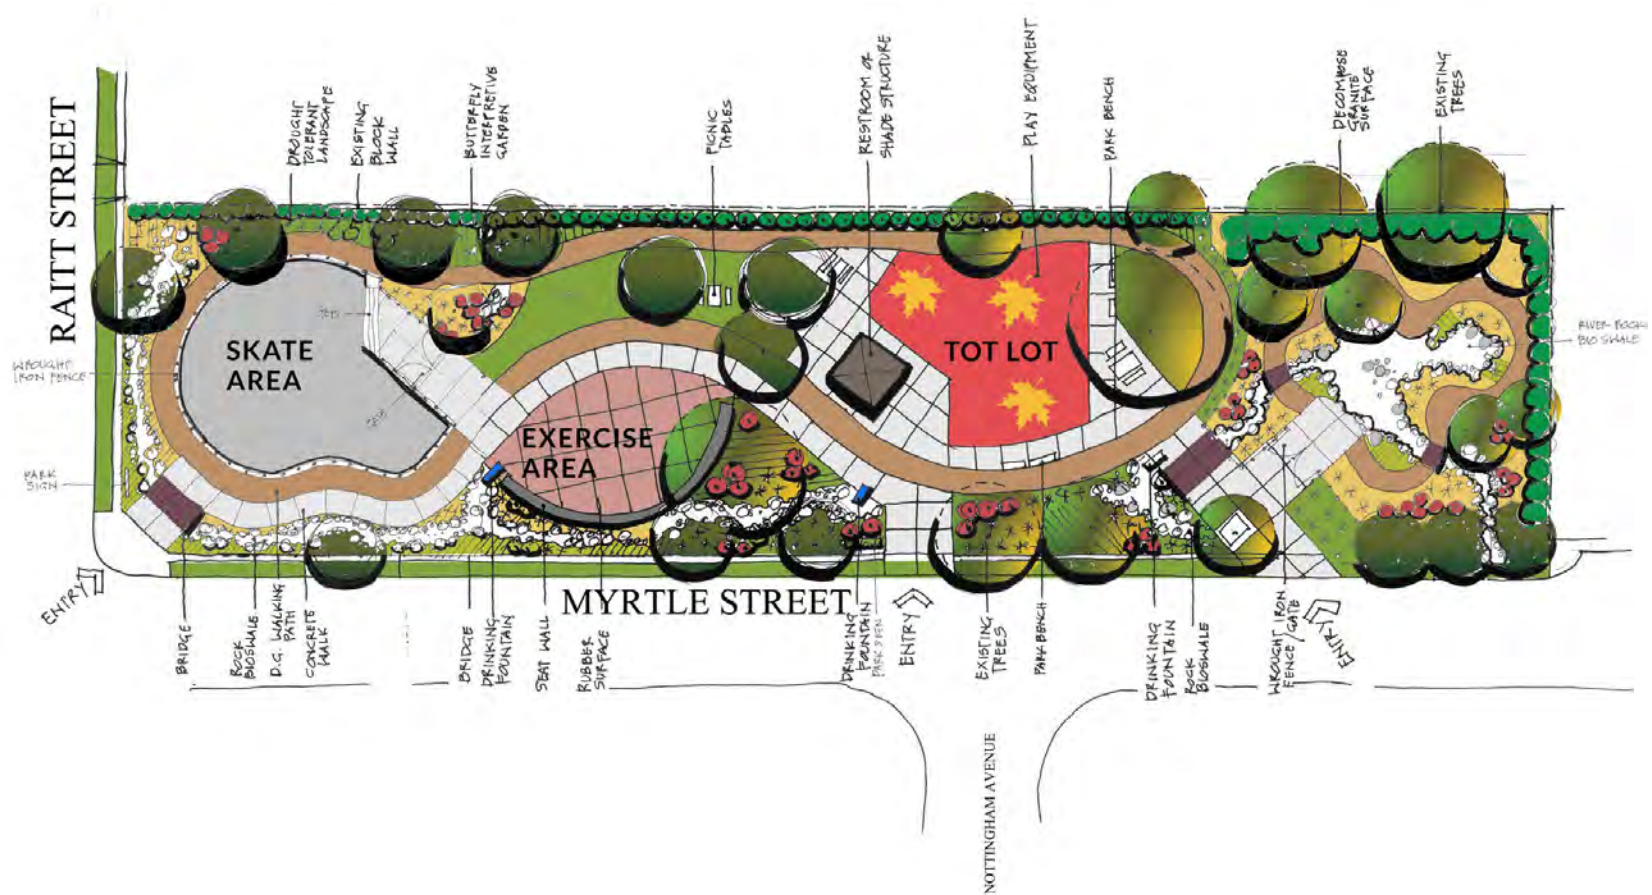 RAITT STREET
DROUGHT
TOLERANT
LANDSCAPE
EXISTING
BLOCK
WALL
BUTTERFLY
INTERPRETIVE
GARDEN
PICNIC
TABLES
RESTROOM OR
SHADE STRUCTURE
PLAY EQUIPMENT
PARK BENCH
DECOMPOSE
GRANITE
SURFACE
EXISTING
TREES
WROUGHT
IRON FENCE
SKATE
AREA
TOT LOT
RIVER ROCK
BIO SWALE
EXERCISE
AREA
PARK
SIGN
ENTRY
MYRTLE STREET
BRIDGE
ROCK
BIOSWALE
D.G. WALKING
PATH
CONCRETE
WALK
BRIDGE
DRINKING
FOUNTAIN
SEAT WALL
RUBBER
SURFACE
DRINKING
FOUNTAIN
PARK SIGN
ENTRY
EXISTING
TREES
PARK BENCH
DRINKING
FOUNTAIN
ROCK
BIOSWALE
WROUGHT IRON
FENCE/GATE
ENTRY
NOTTINGHAM AVENUE